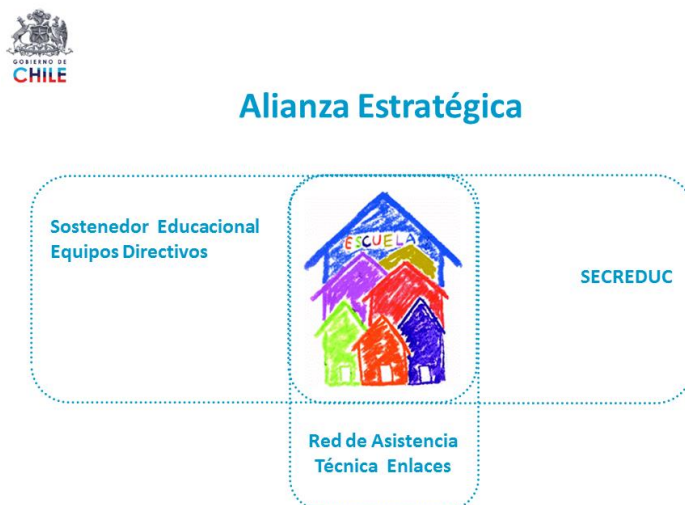 GOBIERNO DE
CHILE
Alianza Estratégica
Sostenedor Educacional
Equipos Directivos
ESCUELA
SECREDUC
Red de Asistencia
Técnica Enlaces